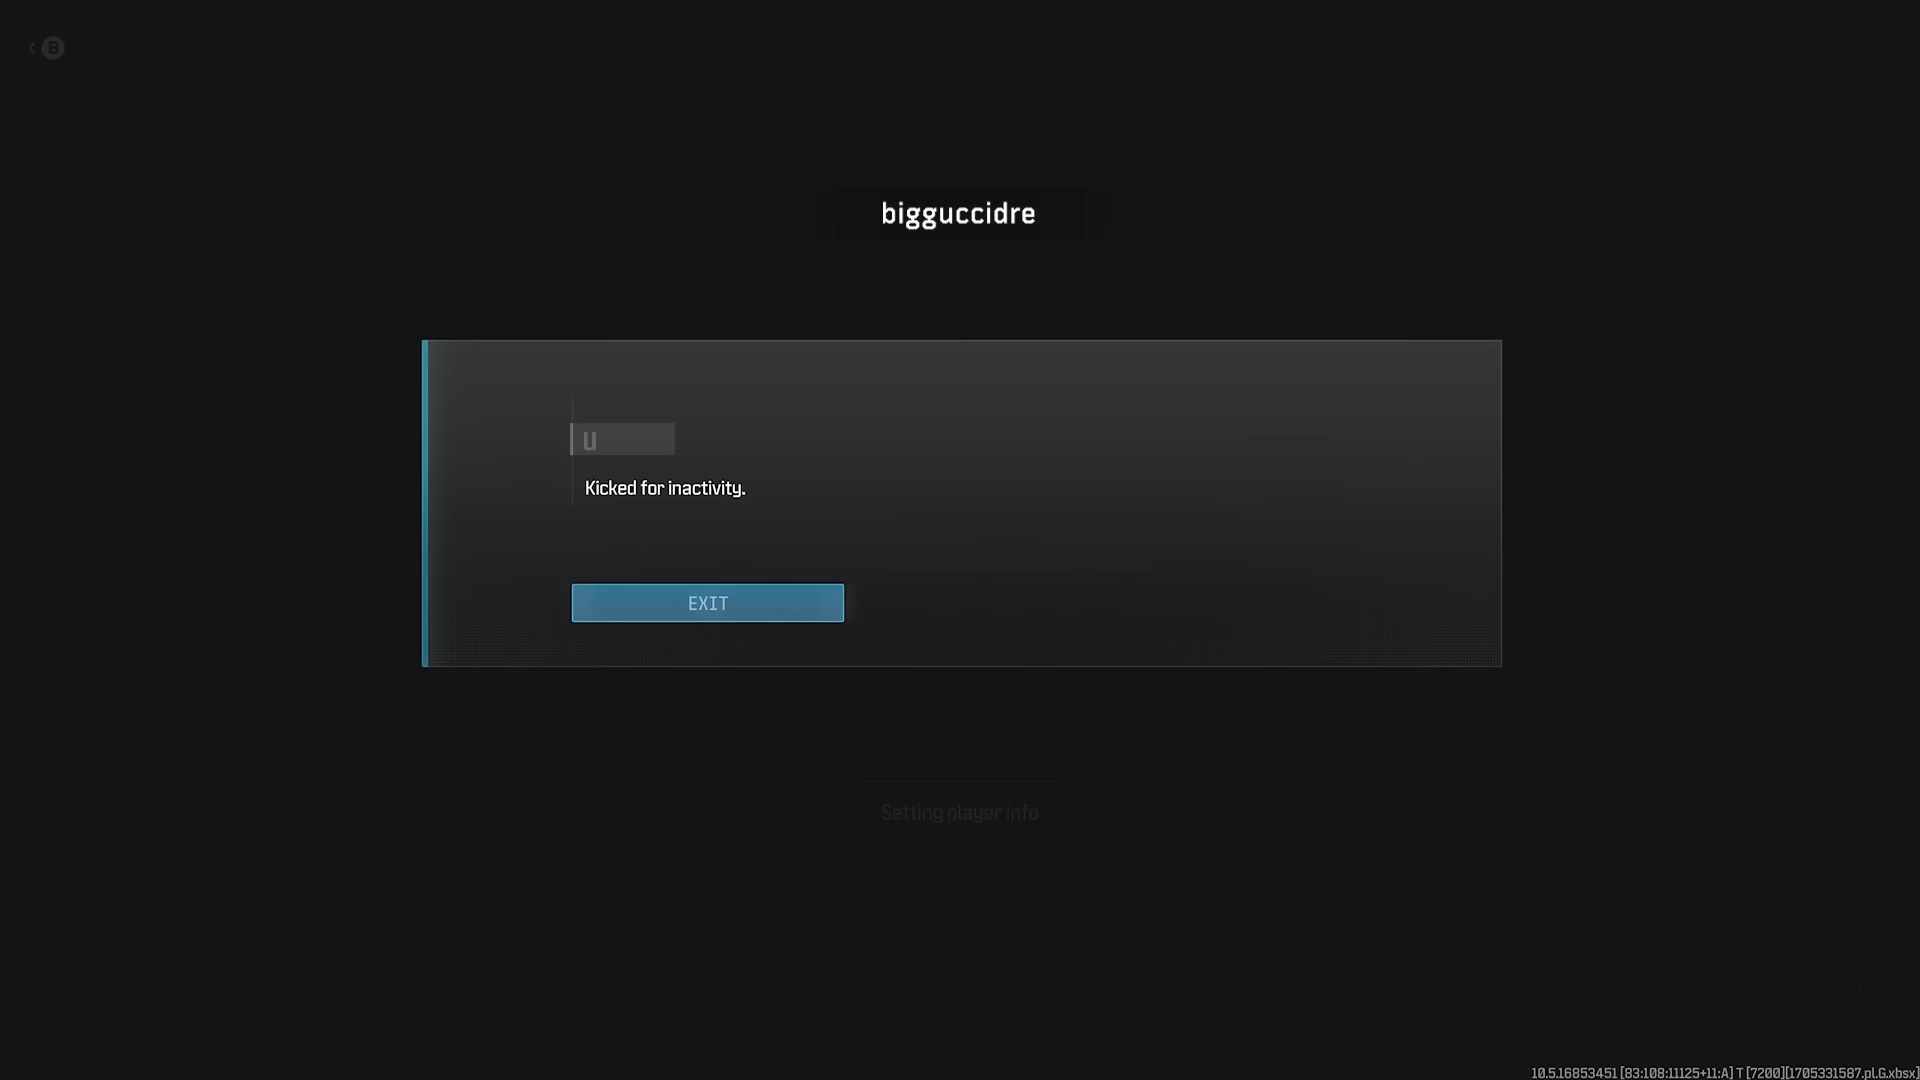 < B
bigguccidre
U
Kicked for inactivity.
EXIT
Setting player info
10.5.16853451 [83:108:11125+11:A] T [7200][1705331587.pl.G.xbsx]